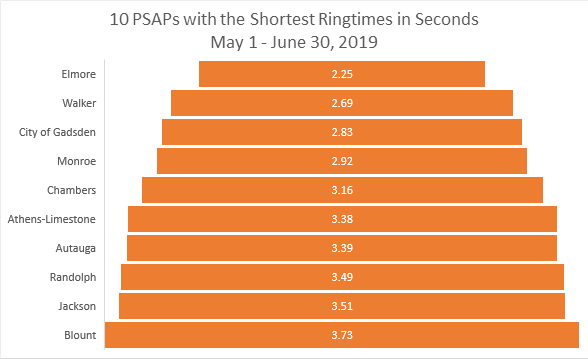 10 PSAPs with the Shortest Ringtimes in Seconds
May 1 - June 30, 2019
Elmore 2.25
Walker 2.69
City of Gadsden 2.83
Monroe 2.92
Chambers 3.16
Athens-Limestone 3.38
Autauga 3.39
Randolph 3.49
Jackson 3.51
Blount 3.73